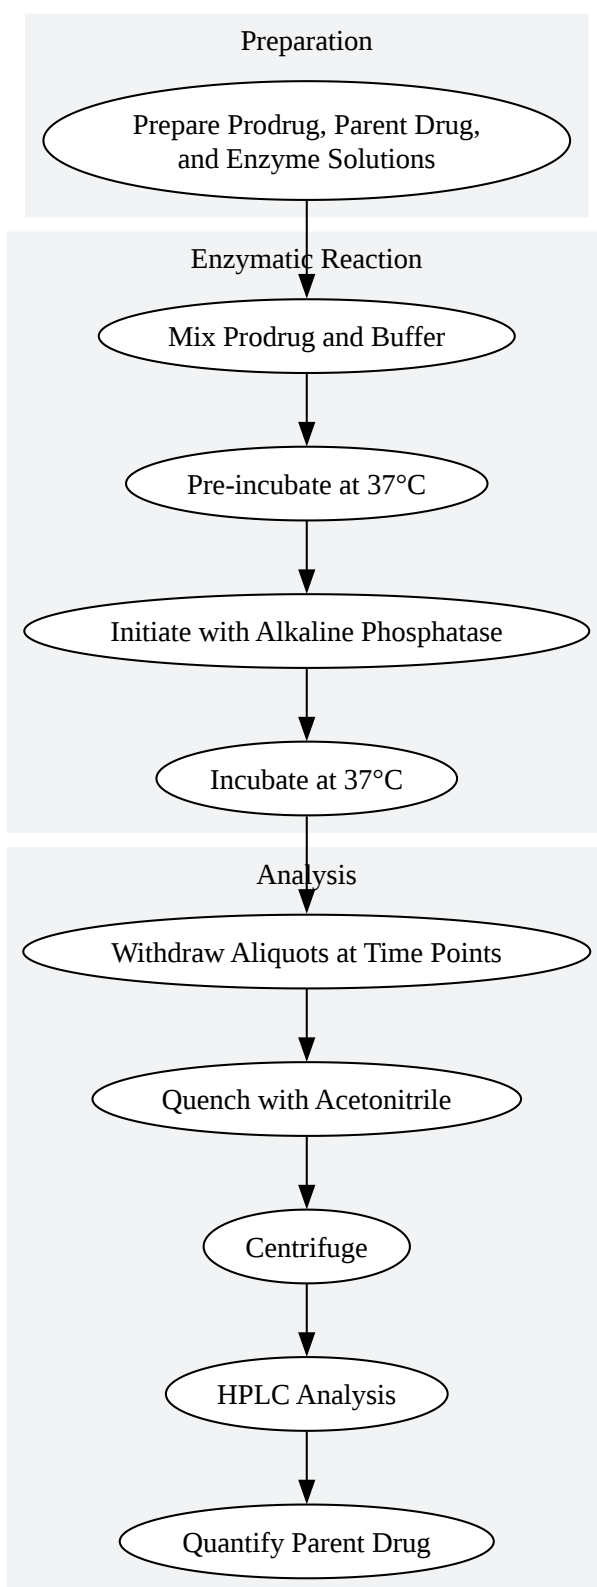 Preparation
Prepare Prodrug, Parent Drug,
and Enzyme Solutions
Enzymatic Reaction
Mix Prodrug and Buffer
Pre-incubate at 37°C
Initiate with Alkaline Phosphatase
Incubate at 37°C
Analysis
Withdraw Aliquots at Time Points
Quench with Acetonitrile
Centrifuge
HPLC Analysis
Quantify Parent Drug